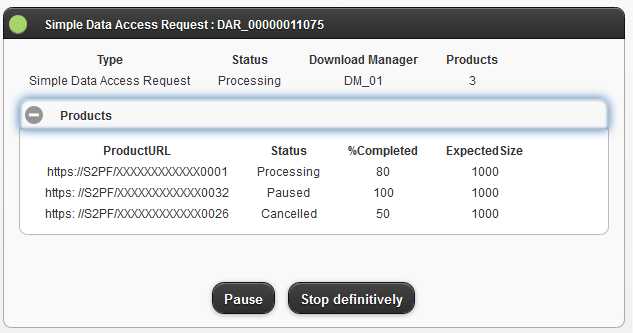 Simple Data Access Request : DAR_00000011075
Type Status Download Manager Products
Simple Data Access Request Processing DM_01 3
Products
ProductURL Status %Completed ExpectedSize
https://S2PF/XXXXXXXXXXXX0001 Processing 80 1000
https: //S2PF/XXXXXXXXXXXX0032 Paused 100 1000
https: //S2PF/XXXXXXXXXXXX0026 Cancelled 50 1000
Pause Stop definitively